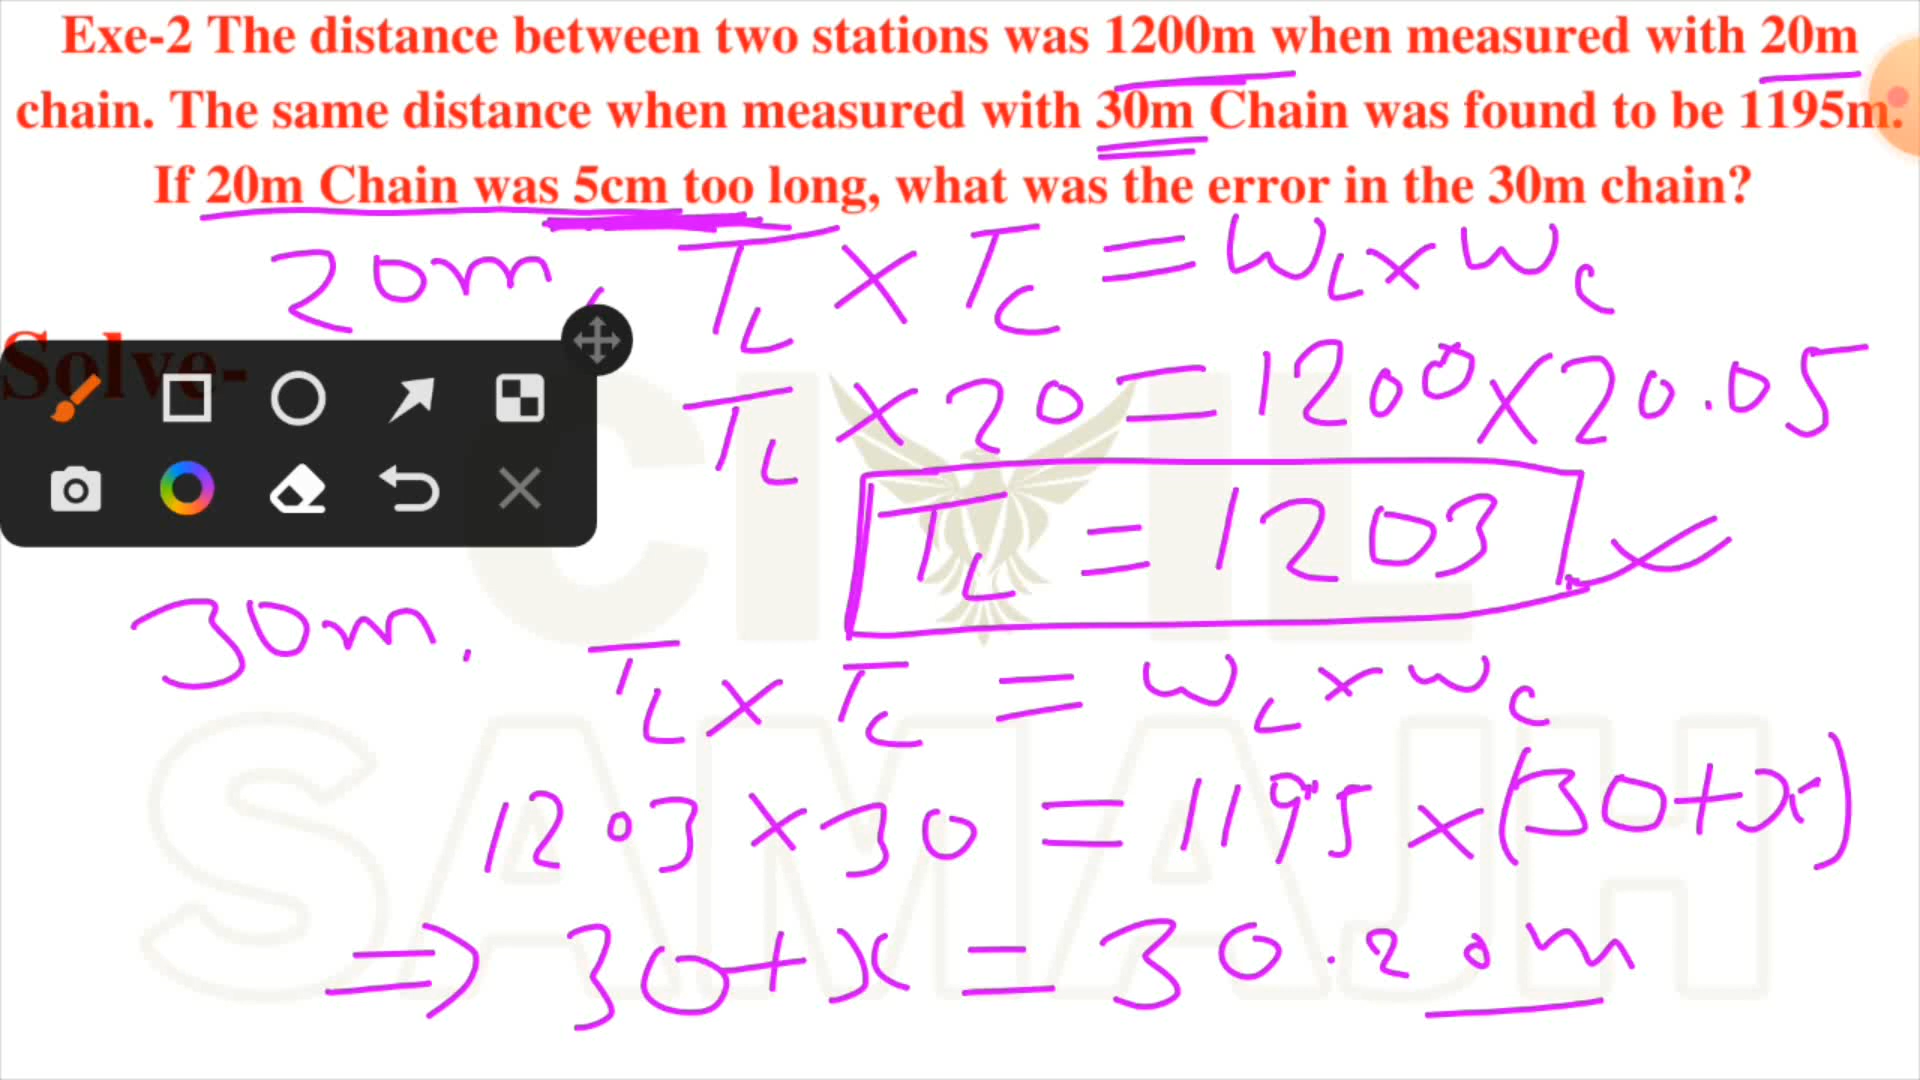 Exe-2 The distance between two stations was 1200m when measured with 20m
chain. The same distance when measured with 30m Chain was found to be 1195m.
If 20m Chain was 5cm too long, what was the error in the 30m chain?
20m, TL × TC = WL × WC
Solve-
TL × 20 = 1200 × 20.05
TL = 1203
30m.
TL × TC = WL × WC
1203 × 30 = 1195 × (30+x)
⇒ 30+x = 30.20m
CIVIL
SAMAJH